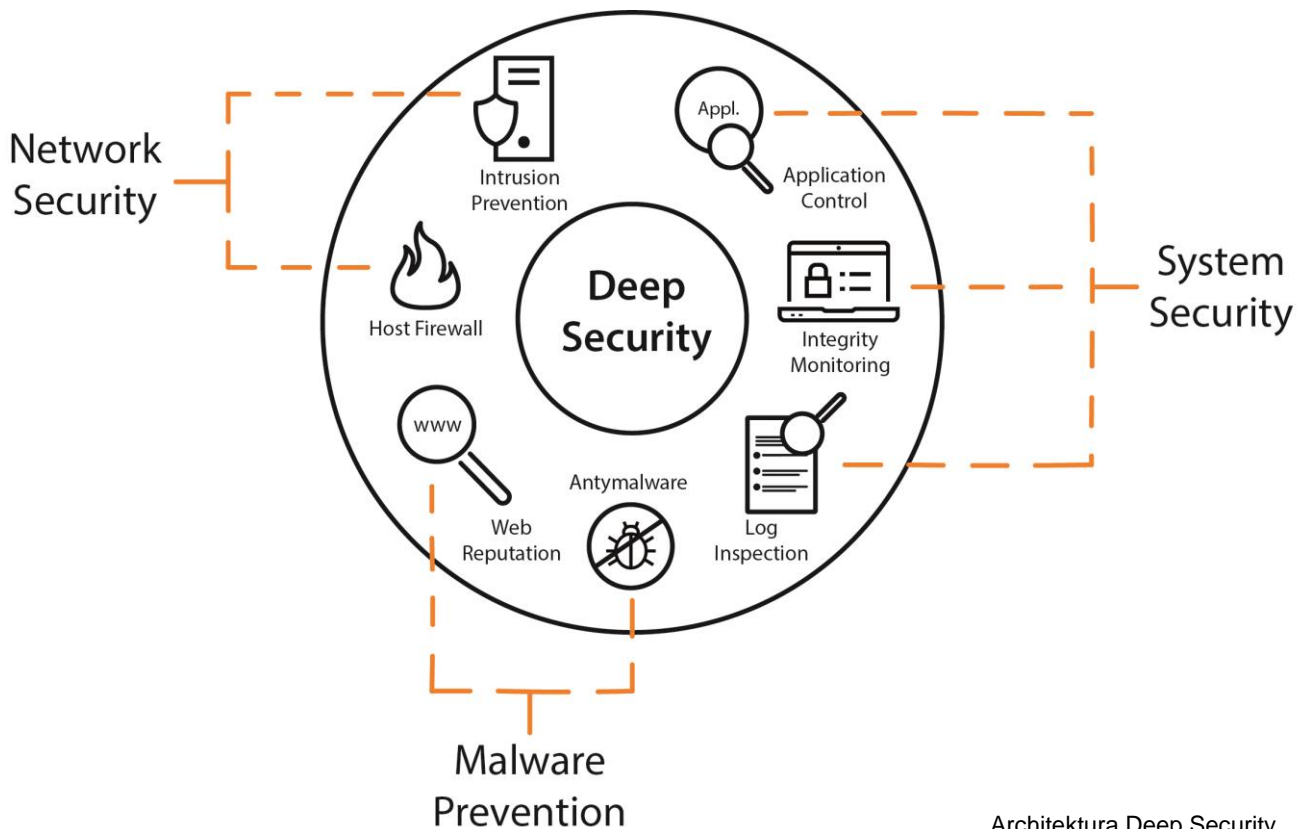 Network
Security
Intrusion
Prevention
Host Firewall
Appl.
Application
Control
Deep
Security
Integrity
Monitoring
System
Security
www
Web
Reputation
Antymalware
Log
Inspection
Malware
Prevention
Architektura Deep Security